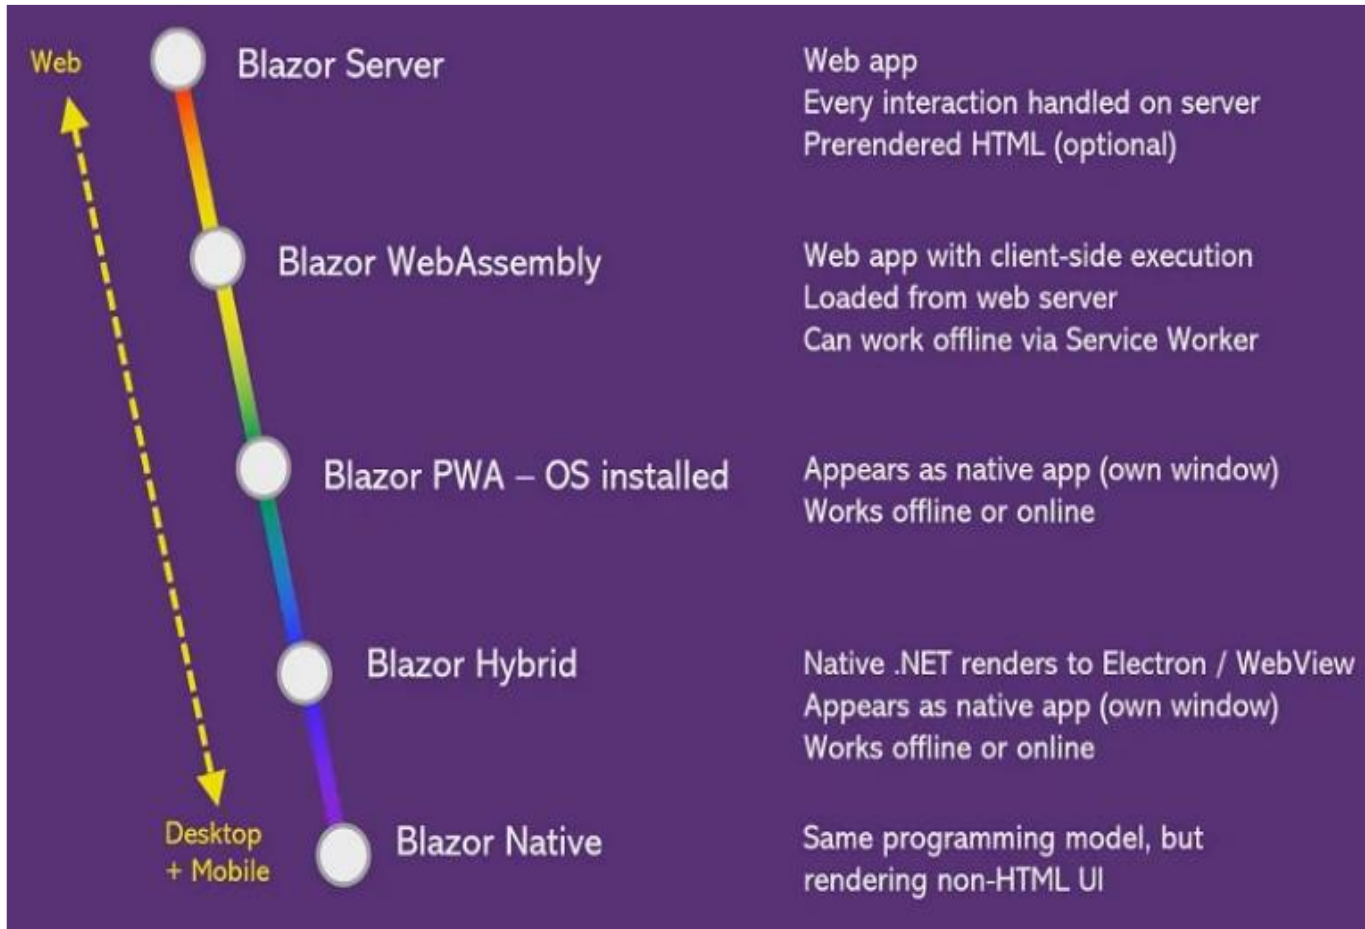 Web
Blazor Server
Web app
Every interaction handled on server
Prerendered HTML (optional)
Blazor WebAssembly
Web app with client-side execution
Loaded from web server
Can work offline via Service Worker
Blazor PWA – OS installed
Appears as native app (own window)
Works offline or online
Blazor Hybrid
Native .NET renders to Electron / WebView
Appears as native app (own window)
Works offline or online
Desktop
+ Mobile
Blazor Native
Same programming model, but
rendering non-HTML UI